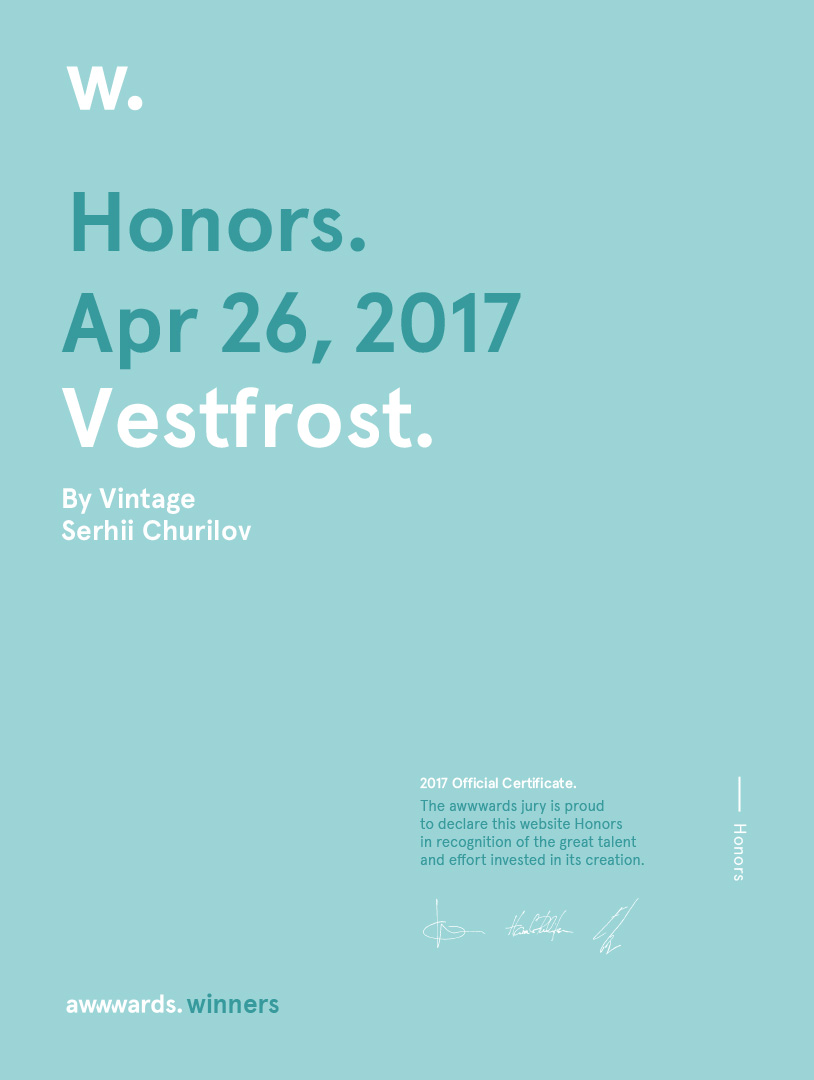 w.
Honors.
Apr 26, 2017
Vestfrost.
By Vintage
Serhii Churilov
2017 Official Certificate.
The awwwards jury is proud
to declare this website Honors
in recognition of the great talent
and effort invested in its creation.
Honors
awwwards. winners